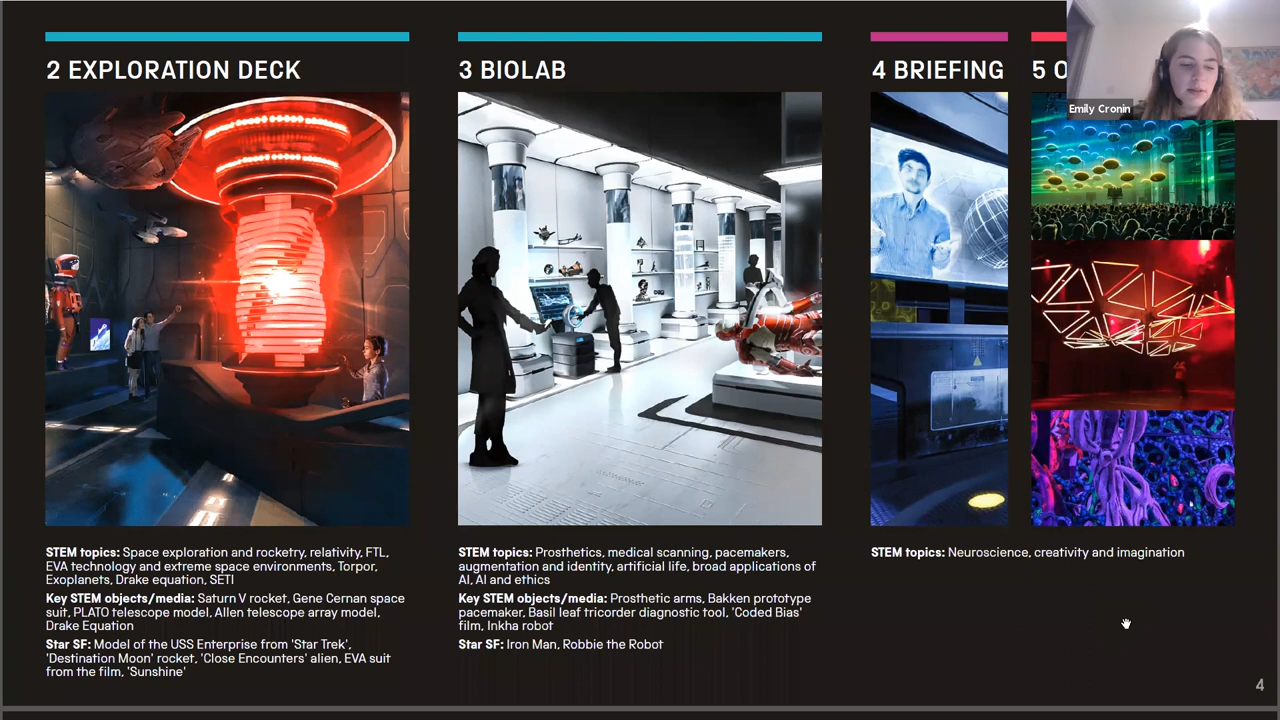 2 EXPLORATION DECK
STEM topics: Space exploration and rocketry, relativity, FTL,
EVA technology and extreme space environments, Torpor,
Exoplanets, Drake equation, SETI
Key STEM objects/media: Saturn V rocket, Gene Cernan space
suit, PLATO telescope model, Allen telescope array model,
Drake Equation
Star SF: Model of the USS Enterprise from 'Star Trek',
'Destination Moon' rocket, 'Close Encounters' alien, EVA suit
from the film, 'Sunshine'
3 BIOLAB
STEM topics: Prosthetics, medical scanning, pacemakers,
augmentation and identity, artificial life, broad applications of
AI, AI and ethics
Key STEM objects/media: Prosthetic arms, Bakken prototype
pacemaker, Basil leaf tricorder diagnostic tool, 'Coded Bias'
film, Inkha robot
Star SF: Iron Man, Robbie the Robot
4 BRIEFING
5 O
Emily Cronin
STEM topics: Neuroscience, creativity and imagination
4